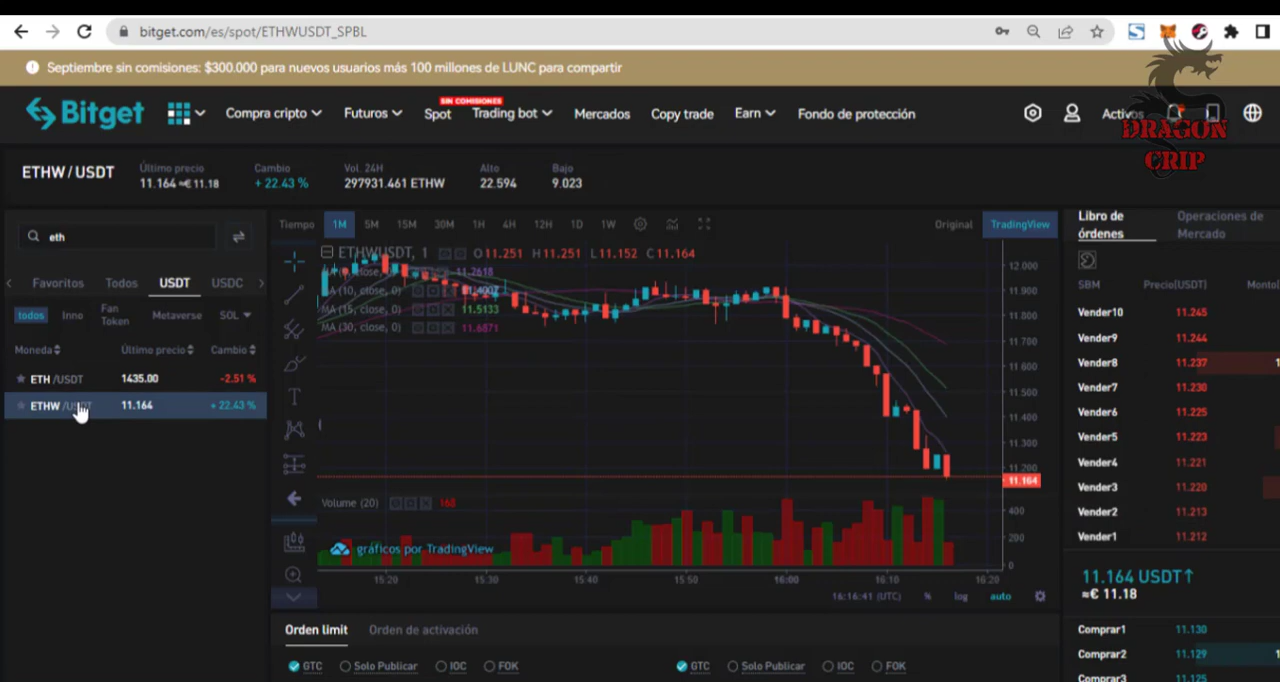 bitget.com/es/spot/ETHWUSDT_SPBL
Septiembre sin comisiones: $300.000 para nuevos usuarios más 100 millones de LUNC para compartir
SIN COMISIONES
Bitget Compra cripto Futuros Spot Trading bot Mercados Copy trade Earn Fondo de protección Activos
DRAGON
CRIP
ETHW/USDT
Último precio Cambio Vol. 24H Alto Bajo
11.164 ≈€ 11.18 + 22.43 % 297931.461 ETHW 22.594 9.023
eth
Favoritos Todos USDT USDC
todos Inno Fan Token Metaverse SOL
Moneda Último precio Cambio
ETH /USDT 1435.00 -2.51 %
ETHW /USDT 11.164 + 22.43 %
Tiempo 1M 5M 15M 30M 1H 4H 12H 1D 1W Original TradingView
ETHWUSDT, 1 O11.251 H11.251 L11.152 C11.164
close, 0) 11.2618
(10, close, 0)
MA (15, close, 0) 11.5133
MA (30, close, 0) 11.6571
12.000
11.900
11.800
11.700
11.600
11.500
11.400
11.300
11.200
11.164
Volume (20) 168
400
200
0
gráficos por TradingView
15:20 15:30 15:40 15:50 16:00 16:10 16:20
16:16:41 (UTC) % log auto
Orden limit Orden de activación
GTC Solo Publicar IOC FOK GTC Solo Publicar IOC FOK
Libro de órdenes Operaciones de Mercado
SBM Precio(USDT)
Vender10 11.245
Vender9 11.244
Vender8 11.237
Vender7 11.230
Vender6 11.225
Vender5 11.223
Vender4 11.221
Vender3 11.220
Vender2 11.213
Vender1 11.212
11.164 USDT↑
≈€ 11.18
Comprar1 11.130
Comprar2 11.129
Comprar3 11.125